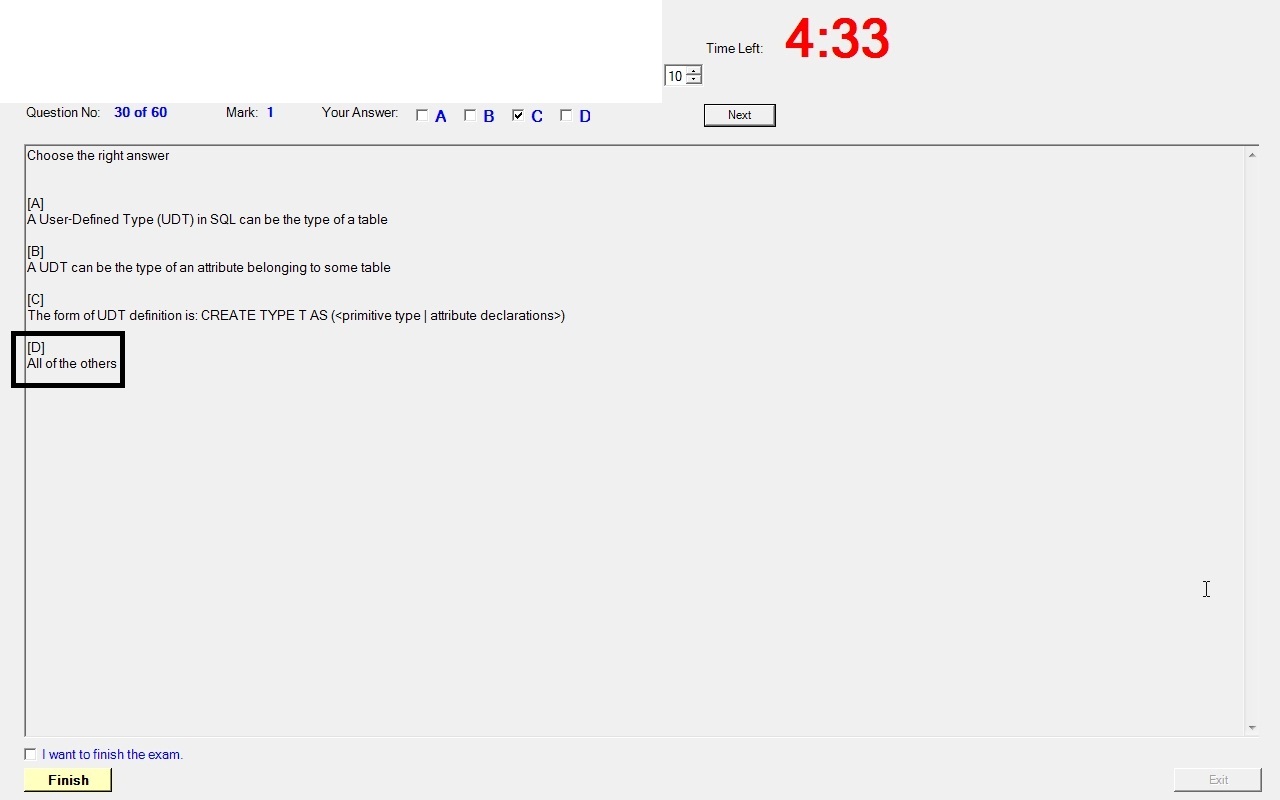 Time Left: 4:33
10
Question No: 30 of 60 Mark: 1 Your Answer: A B C D Next
Choose the right answer
[A]
A User-Defined Type (UDT) in SQL can be the type of a table
[B]
A UDT can be the type of an attribute belonging to some table
[C]
The form of UDT definition is: CREATE TYPE T AS (<primitive type | attribute declarations>)
[D]
All of the others
I want to finish the exam.
Finish Exit